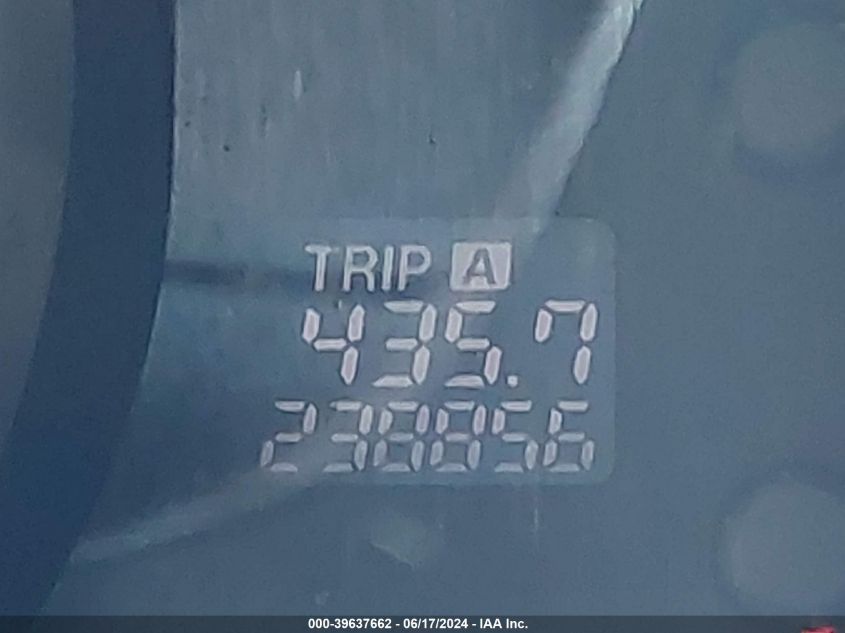 TRIP A
435.7
238856
000-39637662 - 06/17/2024 - IAA Inc.